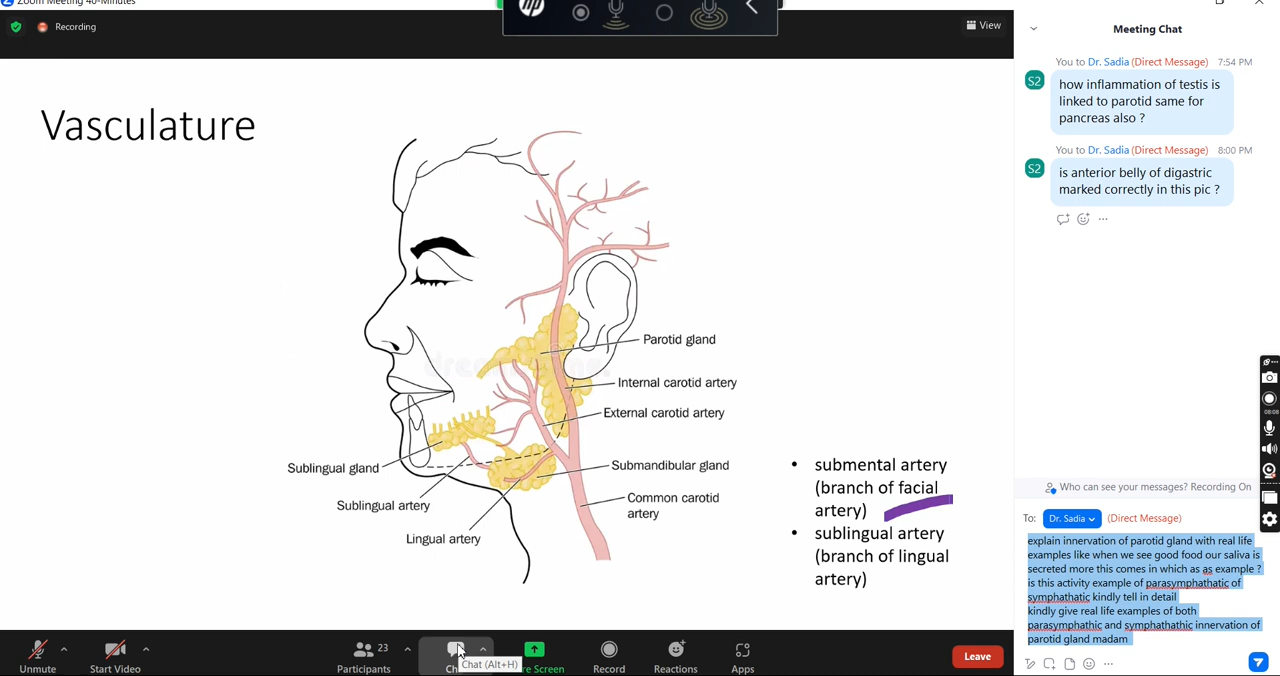 Zoom Meeting 40-Minutes
Recording
View
Vasculature
Parotid gland
Internal carotid artery
External carotid artery
Submandibular gland
Common carotid
artery
Sublingual gland
Sublingual artery
Lingual artery
• submental artery
(branch of facial
artery)
• sublingual artery
(branch of lingual
artery)
Unmute
Start Video
23
Participants
Chat (Alt+H)
Record
Reactions
Apps
Leave
Meeting Chat
You to Dr. Sadia (Direct Message) 7:54 PM
S2
how inflammation of testis is
linked to parotid same for
pancreas also ?
You to Dr. Sadia (Direct Message) 8:00 PM
S2
is anterior belly of digastric
marked correctly in this pic ?
Who can see your messages? Recording On
To: Dr. Sadia (Direct Message)
explain innervation of parotid gland with real life
examples like when we see good food our saliva is
secreted more this comes in which as as example ?
is this activity example of parasymphathatic of
symphathatic kindly tell in detail
kindly give real life examples of both
parasymphathic and symphathathic innervation of
parotid gland madam
hp
08:08